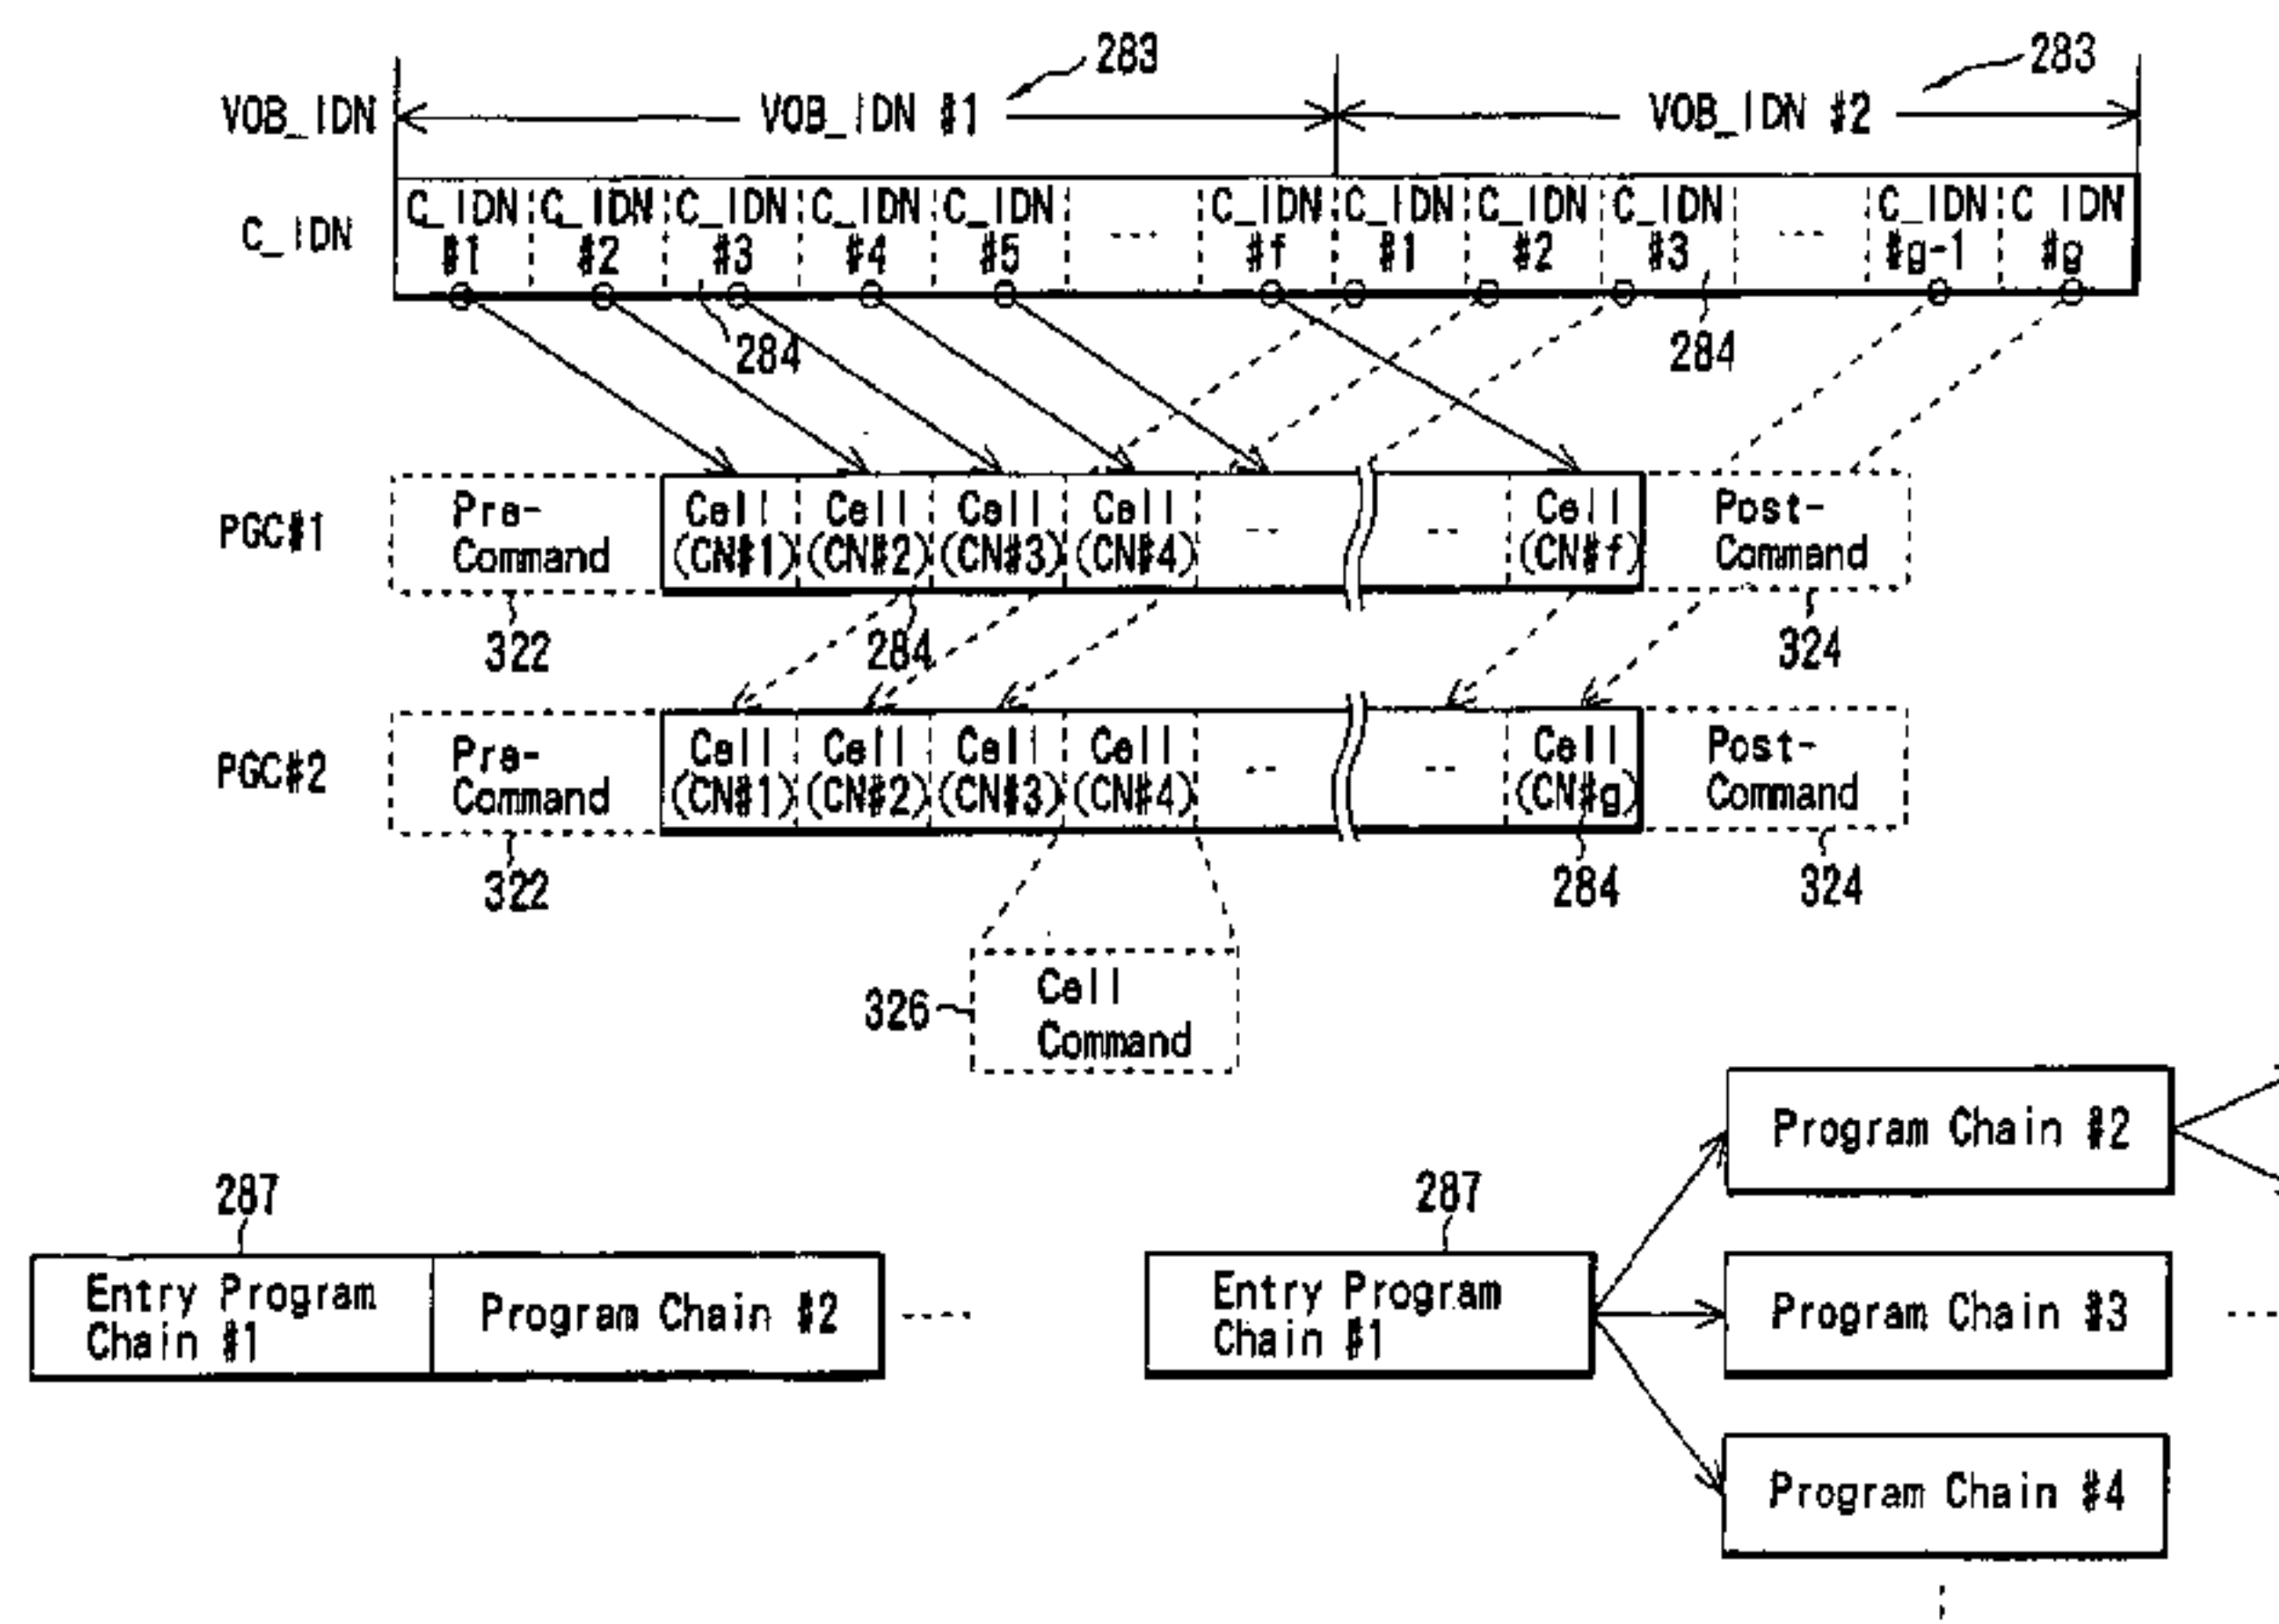 283 283
VOB_IDN VOB_IDN #1 VOB_IDN #2
C_IDN C_IDN C_IDN C_IDN C_IDN C_IDN --- C_IDN C_IDN C_IDN C_IDN --- C_IDN C_IDN
#1 #2 #3 #4 #5 #f #1 #2 #3 #g-1 #g
284 284
PGC#1 Pre- Cell Cell Cell Cell -- -- Cell Post-
Command (CN#1) (CN#2) (CN#3) (CN#4) (CN#f) Command
322 284 324
PGC#2 Pre- Cell Cell Cell Cell -- -- Cell Post-
Command (CN#1) (CN#2) (CN#3) (CN#4) (CN#g) Command
322 284 324
326 Cell
Command
Program Chain #2
287 287
Entry Program
Chain #1
Program Chain #2 ----
Entry Program
Chain #1
Program Chain #3 ----
Program Chain #4